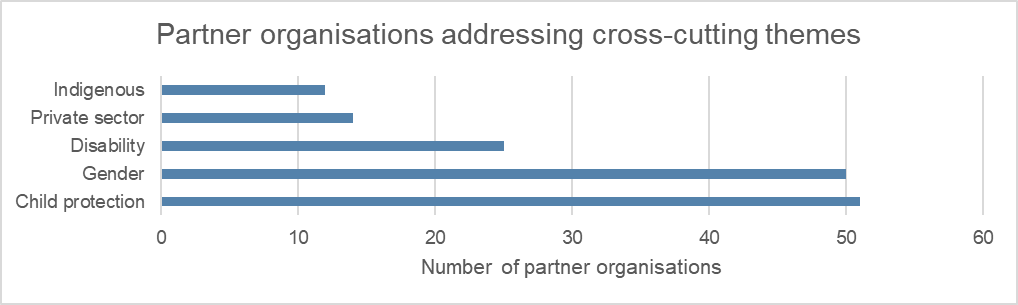 Partner organisations addressing cross-cutting themes
Indigenous
Private sector
Disability
Gender
Child protection
0 10 20 30 40 50 60
Number of partner organisations